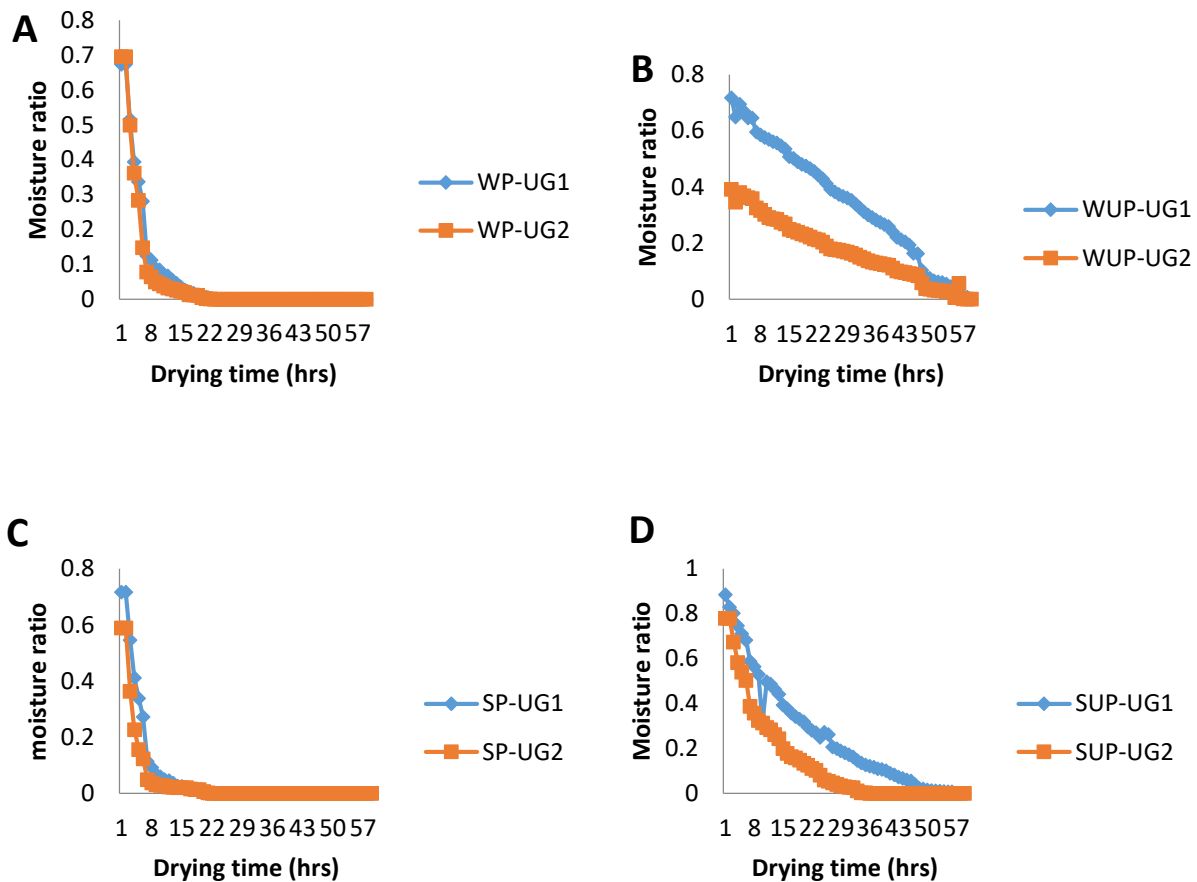 A
0.8
0.7
0.6
0.5
0.4
0.3
0.2
0.1
0
Moisture ratio
1 8 15 22 29 36 43 50 57
Drying time (hrs)
WP-UG1
WP-UG2
B
0.8
0.6
0.4
0.2
0
Moisture ratio
1 8 15 22 29 36 43 50 57
Drying time (hrs)
WUP-UG1
WUP-UG2
C
0.8
0.6
0.4
0.2
0
moisture ratio
1 8 15 22 29 36 43 50 57
Drying time (hrs)
SP-UG1
SP-UG2
D
1
0.8
0.6
0.4
0.2
0
Moisture ratio
1 8 15 22 29 36 43 50 57
Drying time (hrs)
SUP-UG1
SUP-UG2